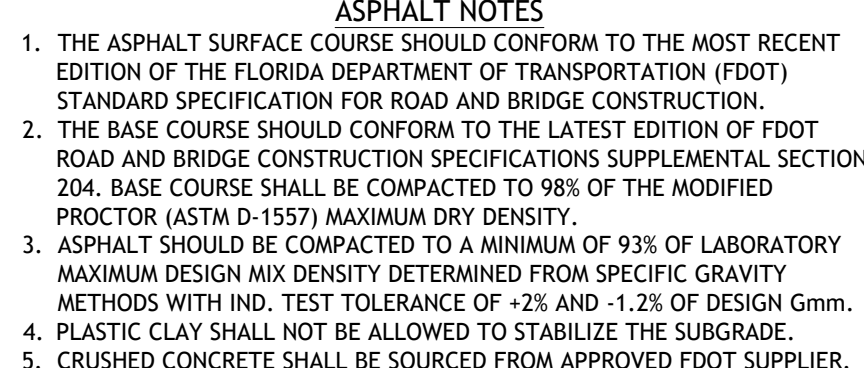 ASPHALT NOTES
1. THE ASPHALT SURFACE COURSE SHOULD CONFORM TO THE MOST RECENT
EDITION OF THE FLORIDA DEPARTMENT OF TRANSPORTATION (FDOT)
STANDARD SPECIFICATION FOR ROAD AND BRIDGE CONSTRUCTION.
2. THE BASE COURSE SHOULD CONFORM TO THE LATEST EDITION OF FDOT
ROAD AND BRIDGE CONSTRUCTION SPECIFICATIONS SUPPLEMENTAL SECTION
204. BASE COURSE SHALL BE COMPACTED TO 98% OF THE MODIFIED
PROCTOR (ASTM D-1557) MAXIMUM DRY DENSITY.
3. ASPHALT SHOULD BE COMPACTED TO A MINIMUM OF 93% OF LABORATORY
MAXIMUM DESIGN MIX DENSITY DETERMINED FROM SPECIFIC GRAVITY
METHODS WITH IND. TEST TOLERANCE OF +2% AND -1.2% OF DESIGN Gmm.
4. PLASTIC CLAY SHALL NOT BE ALLOWED TO STABILIZE THE SUBGRADE.
5. CRUSHED CONCRETE SHALL BE SOURCED FROM APPROVED FDOT SUPPLIER.